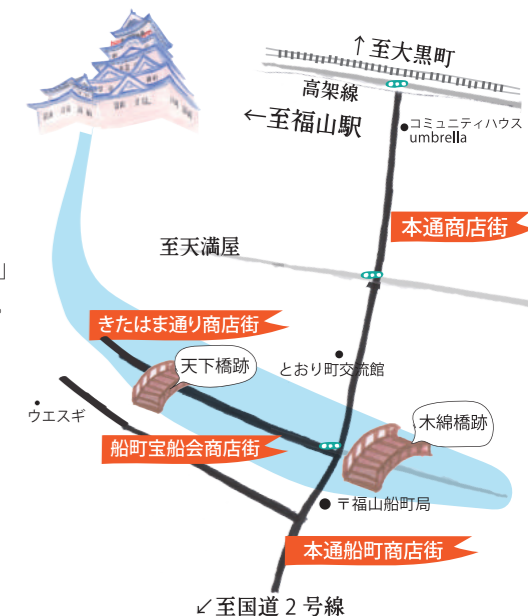 ↑至大黒町
高架線
←至福山駅
コミュニティハウス
umbrella
本通商店街
至天満屋
」
。
きたはま通り商店街
天下橋跡
とおり町交流館
ウエスギ
木綿橋跡
船町宝船会商店街
〒福山船町局
本通船町商店街
↙至国道2号線